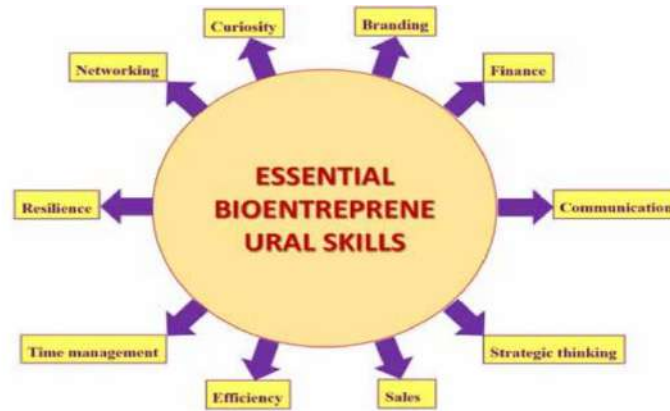 Curiosity
Branding
Networking
Finance
ESSENTIAL
BIOENTREPRENE
URAL SKILLS
Resilience
Communication
Time management
Strategic thinking
Efficiency
Sales